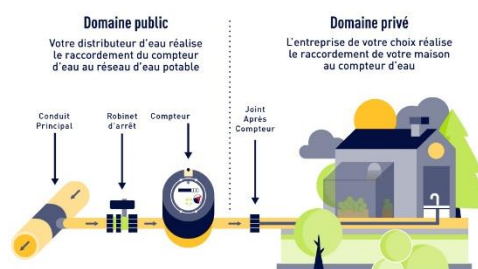 Domaine public
Votre distributeur d'eau réalise
le raccordement du compteur
d'eau au réseau d'eau potable
Domaine privé
L'entreprise de votre choix réalise
le raccordement de votre maison
au compteur d'eau
Conduit
Principal
Robinet
d'arrêt
Compteur
Joint
Après
Compteur